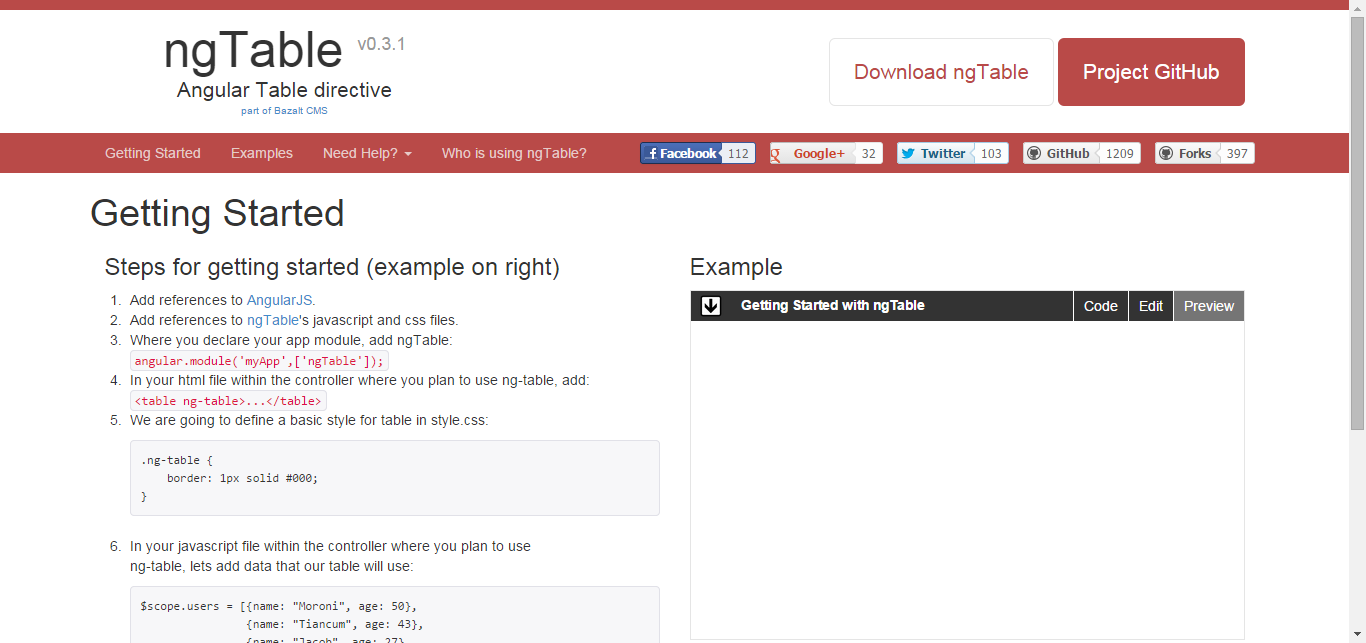 ngTable v0.3.1
Angular Table directive
part of Bazalt CMS
Download ngTable
Project GitHub
Getting Started
Examples
Need Help?
Who is using ngTable?
Facebook 112
Google+ 32
Twitter 103
GitHub 1209
Forks 397
Getting Started
Steps for getting started (example on right)
1. Add references to AngularJS.
2. Add references to ngTable's javascript and css files.
3. Where you declare your app module, add ngTable:
angular.module('myApp',['ngTable']);
4. In your html file within the controller where you plan to use ng-table, add:
<table ng-table>...</table>
5. We are going to define a basic style for table in style.css:
.ng-table {
    border: 1px solid #000;
}
6. In your javascript file within the controller where you plan to use
ng-table, lets add data that our table will use:
$scope.users = [{name: "Moroni", age: 50},
                {name: "Tiancum", age: 43},
                {name: "Jacob", age: 27}
Example
Getting Started with ngTable
Code
Edit
Preview